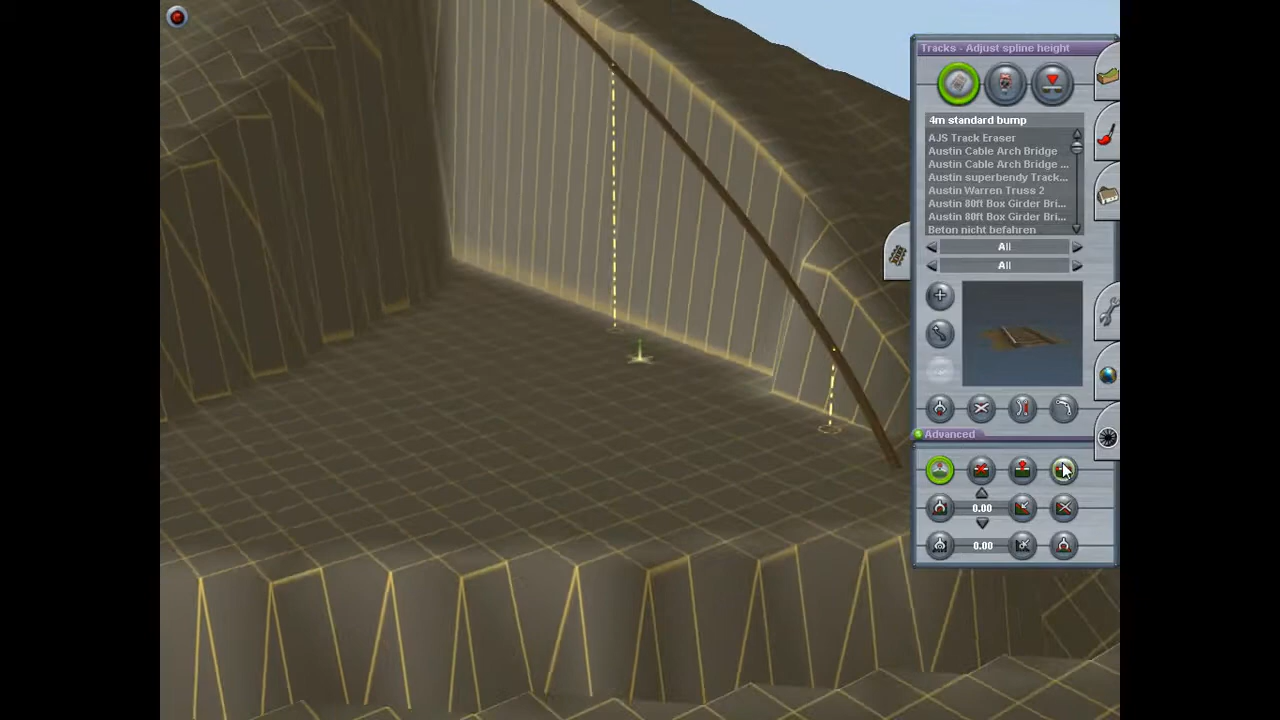 Tracks - Adjust spline height
4m standard bump
AJS Track Eraser
Austin Cable Arch Bridge
Austin Cable Arch Bridge ...
Austin superbendy Track...
Austin Warren Truss 2
Austin 80ft Box Girder Bri...
Austin 80ft Box Girder Bri...
Beton nicht befahren
All
All
Advanced
0.00
0.00